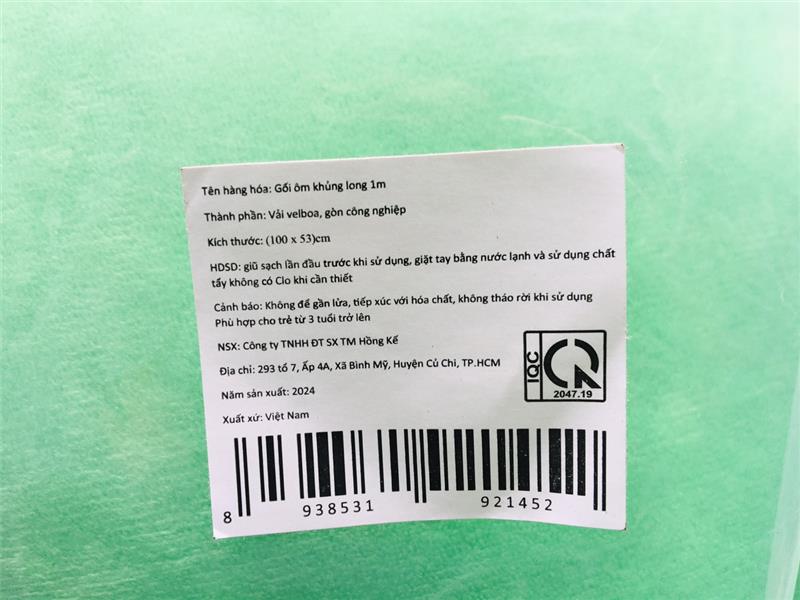 Tên hàng hóa: Gối ôm khủng long 1m
Thành phần: Vải velboa, gòn công nghiệp
Kích thước: (100 x 53)cm
HDSD: giũ sạch lần đầu trước khi sử dụng, giặt tay bằng nước lạnh và sử dụng chất
tẩy không có Clo khi cần thiết
Cảnh báo: Không để gần lửa, tiếp xúc với hóa chất, không tháo rời khi sử dụng
Phù hợp cho trẻ từ 3 tuổi trở lên
NSX: Công ty TNHH ĐT SX TM Hồng Kế
Địa chỉ: 293 tổ 7, Ấp 4A, Xã Bình Mỹ, Huyện Củ Chi, TP.HCM
Năm sản xuất: 2024
Xuất xứ: Việt Nam
IQC
CR
2047.19
8 938531 921452